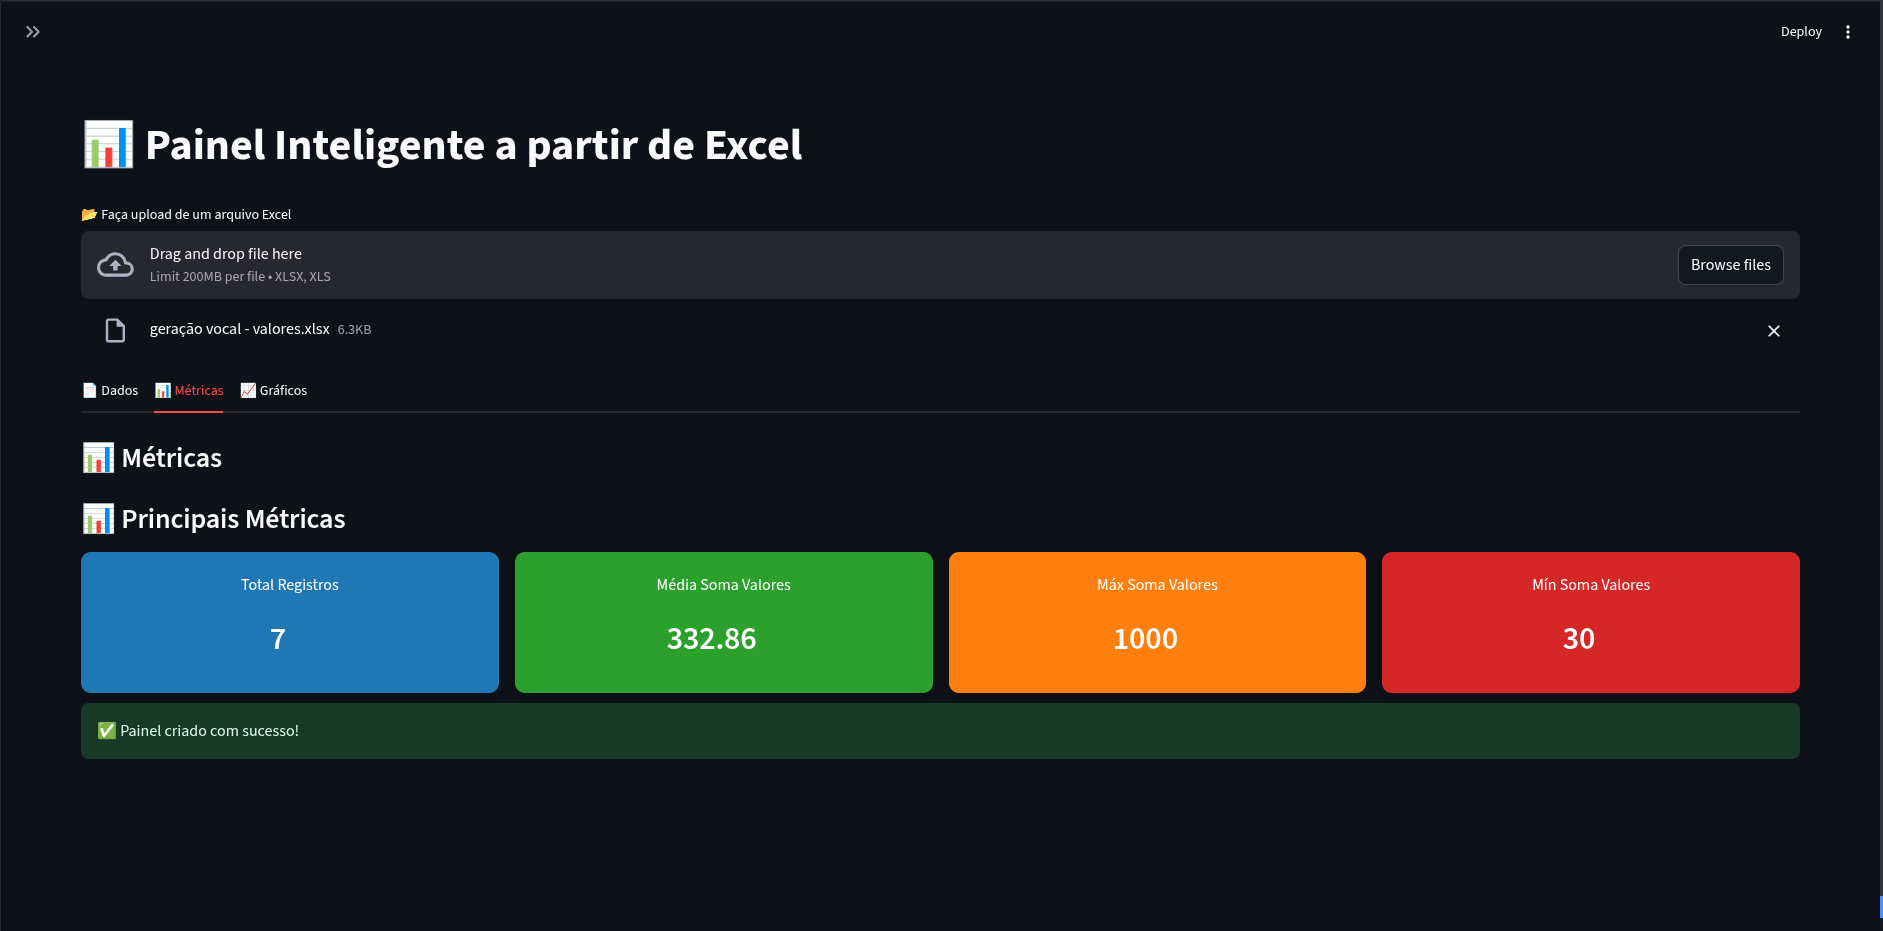 Deploy
📊 Painel Inteligente a partir de Excel
📂 Faça upload de um arquivo Excel
Drag and drop file here
Limit 200MB per file • XLSX, XLS
Browse files
geração vocal - valores.xlsx 6.3KB
📄 Dados 📊 Métricas 📈 Gráficos
📊 Métricas
📊 Principais Métricas
Total Registros
7
Média Soma Valores
332.86
Máx Soma Valores
1000
Mín Soma Valores
30
✅ Painel criado com sucesso!